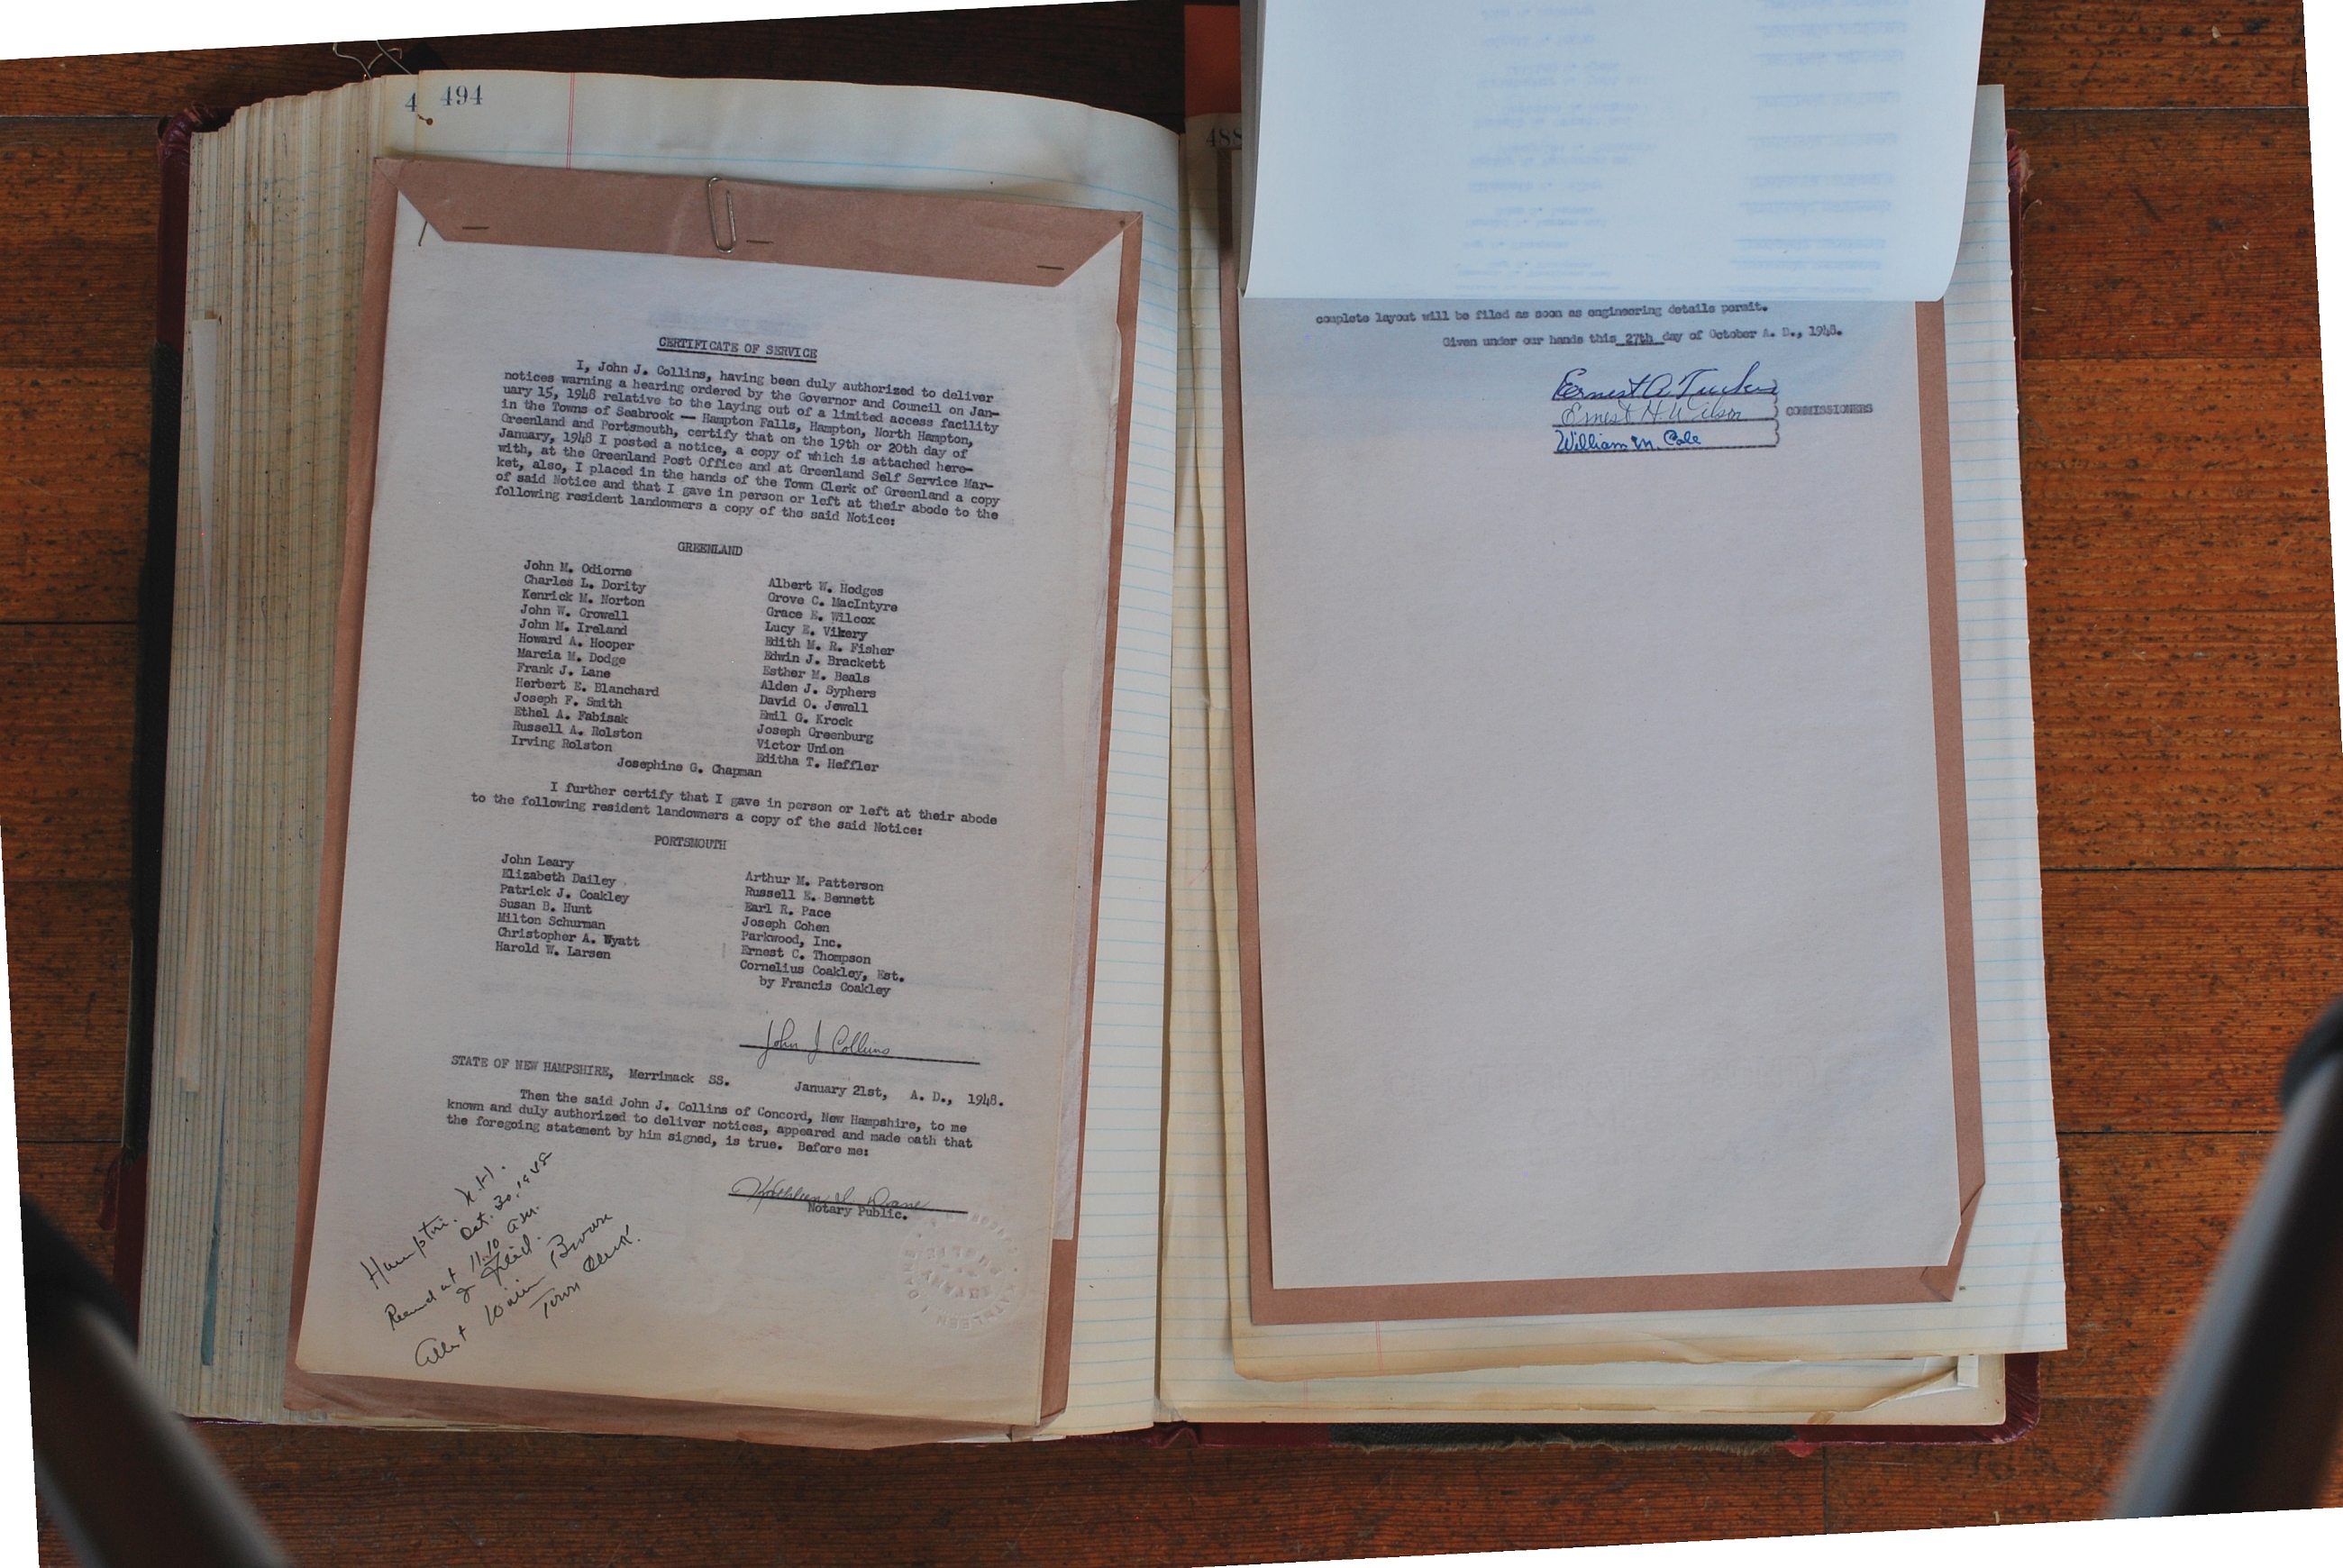 4 494
CERTIFICATE OF SERVICE
I, John J. Collins, having been duly authorized to deliver
notices warning a hearing ordered by the Governor and Council on Jan-
uary 15, 1948 relative to the laying out of a limited access facility
in the Towns of Seabrook — Hampton Falls, Hampton, North Hampton,
Greenland and Portsmouth, certify that on the 19th or 20th day of
January, 1948 I posted a notice, a copy of which is attached here-
with, at the Greenland Post Office and at Greenland Self Service Mar-
ket, also, I placed in the hands of the Town Clerk of Greenland a copy
of said Notice and that I gave in person or left at their abode to the
following resident landowners a copy of the said Notice:
GREENLAND
John M. Odiorne
Charles L. Dority
Kenrick M. Norton
John W. Crowell
John M. Ireland
Howard A. Hooper
Marcia M. Dodge
Frank J. Lane
Herbert E. Blanchard
Joseph F. Smith
Ethel A. Fabisak
Russell A. Rolston
Irving Rolston
Albert W. Hodges
Grove C. MacIntyre
Grace E. Wilcox
Lucy E. Vikery
Edith M. R. Fisher
Edwin J. Brackett
Esther M. Beals
Alden J. Syphers
David O. Jewell
Emil G. Krock
Joseph Greenburg
Victor Union
Editha T. Heffler
Josephine G. Chapman
I further certify that I gave in person or left at their abode
to the following resident landowners a copy of the said Notice:
PORTSMOUTH
John Leary
Elizabeth Dailey
Patrick J. Coakley
Susan B. Hunt
Milton Schurman
Christopher A. Wyatt
Harold W. Larsen
Arthur M. Patterson
Russell E. Bennett
Earl R. Pace
Joseph Cohen
Parkwood, Inc.
Ernest C. Thompson
Cornelius Coakley, Est.
by Francis Coakley
John J Collins
STATE OF NEW HAMPSHIRE, Merrimack SS. January 21st, A. D., 1948.
Then the said John J. Collins of Concord, New Hampshire, to me
known and duly authorized to deliver notices, appeared and made oath that
the foregoing statement by him signed, is true. Before me:
Notary Public.
Hampton. N.H.
Oct. 30, 1948
Received at 11.10 a.m.
& Filed.
Attest Brown
Town Clerk
488
complete layout will be filed as soon as engineering details permit.
Given under our hands this 27th day of October A. D., 1948.
Ernest A. Tucker
Ernest H. Wilson
William M. Cole
COMMISSIONERS